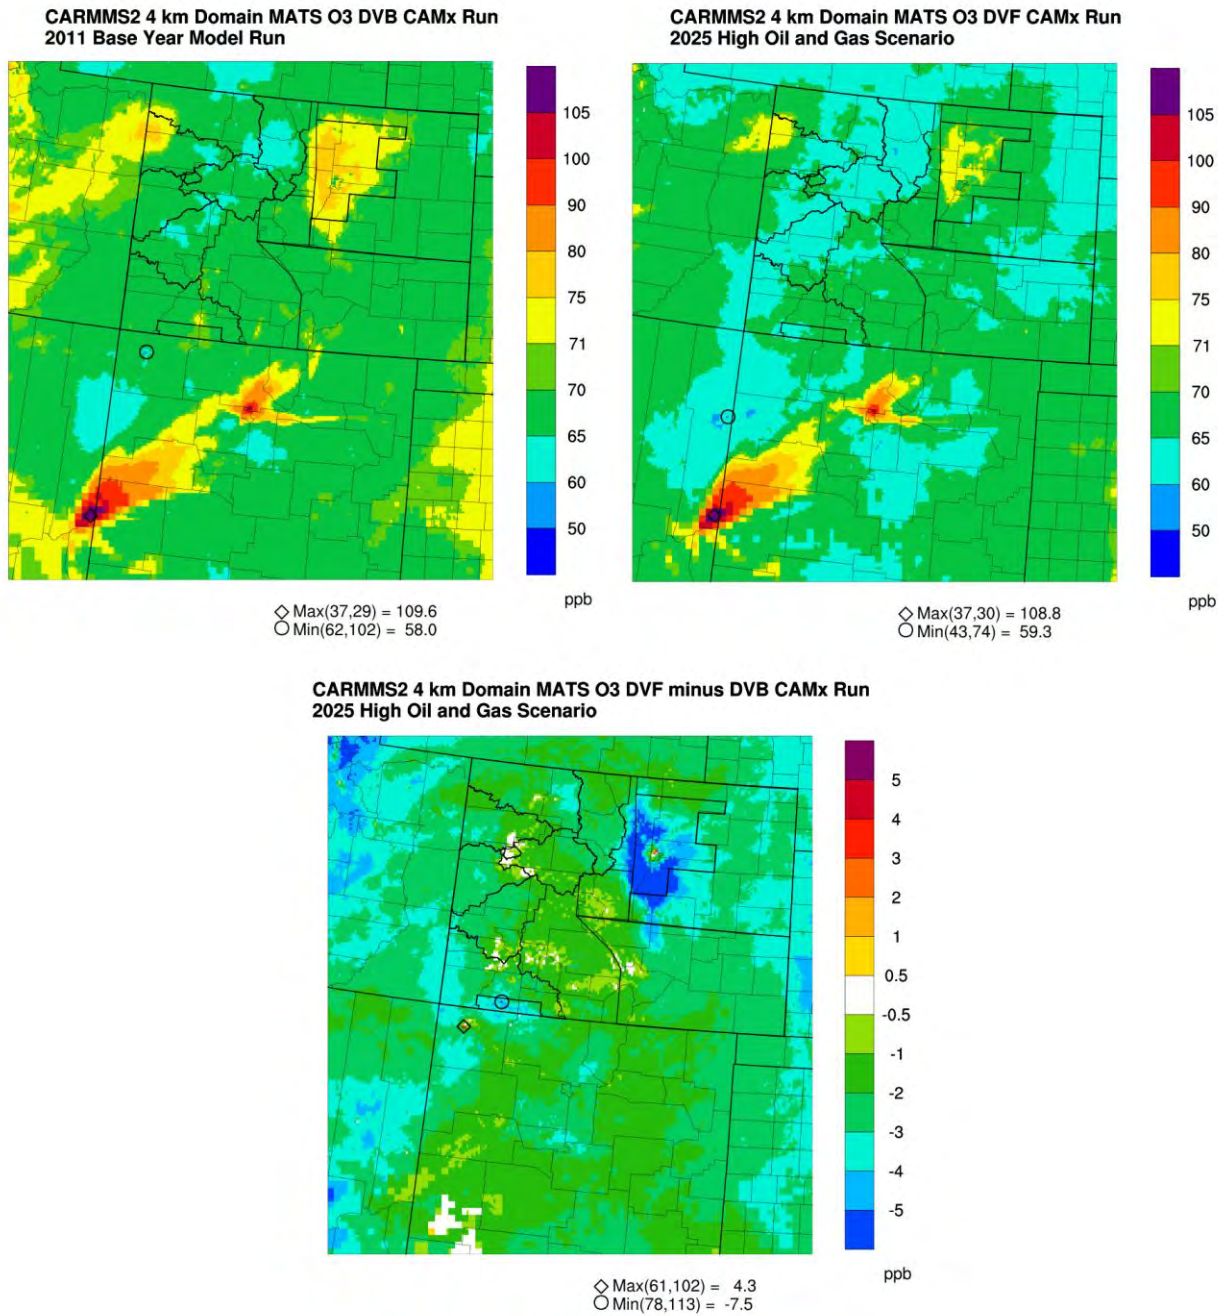 CARMMS2 4 km Domain MATS O3 DVB CAMx Run
2011 Base Year Model Run
105
100
90
80
75
71
70
65
60
50
ppb
Max(37,29) = 109.6
Min(62,102) = 58.0
CARMMS2 4 km Domain MATS O3 DVF CAMx Run
2025 High Oil and Gas Scenario
105
100
90
80
75
71
70
65
60
50
ppb
Max(37,30) = 108.8
Min(43,74) = 59.3
CARMMS2 4 km Domain MATS O3 DVF minus DVB CAMx Run
2025 High Oil and Gas Scenario
5
4
3
2
1
0.5
-0.5
-1
-2
-3
-4
-5
ppb
Max(61,102) = 4.3
Min(78,113) = -7.5